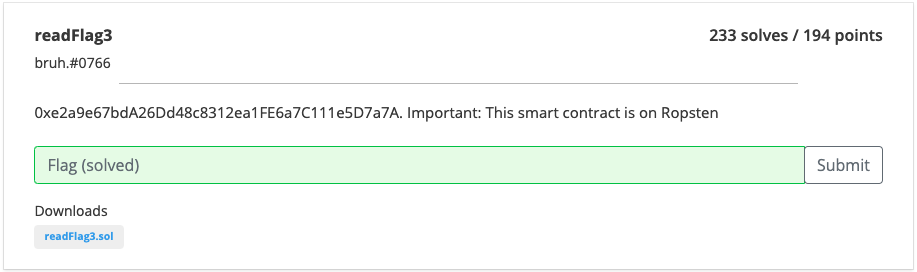 readFlag3
233 solves / 194 points
bruh.#0766
0xe2a9e67bdA26Dd48c8312ea1FE6a7C111e5D7a7A. Important: This smart contract is on Ropsten
Flag (solved)
Submit
Downloads
readFlag3.sol